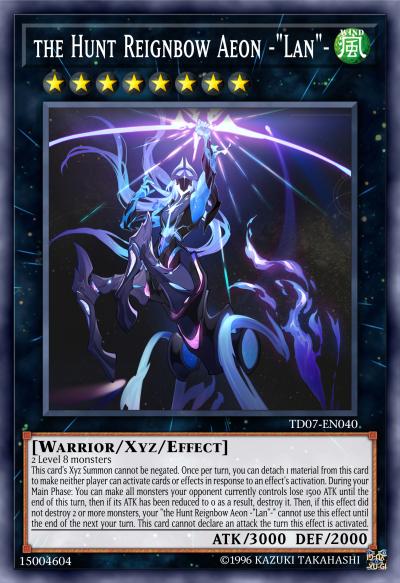 the Hunt Reignbow Aeon -"Lan"-
WIND
風
TD07-EN040
[Warrior/Xyz/Effect]
2 Level 8 monsters
This card's Xyz Summon cannot be negated. Once per turn, you can detach 1 material from this card
to make neither player can activate cards or effects in response to an effect's activation. During your
Main Phase: You can make all monsters your opponent currently controls lose 1500 ATK until the
end of this turn, then if its ATK has been reduced to 0 as a result, destroy it. Then, if this effect did
not destroy 2 or more monsters, your "the Hunt Reignbow Aeon -"Lan"-" cannot use this effect until
the end of the next your turn. This card cannot declare an attack the turn this effect is activated.
ATK/3000 DEF/2000
15004604
©1996 KAZUKI TAKAHASHI